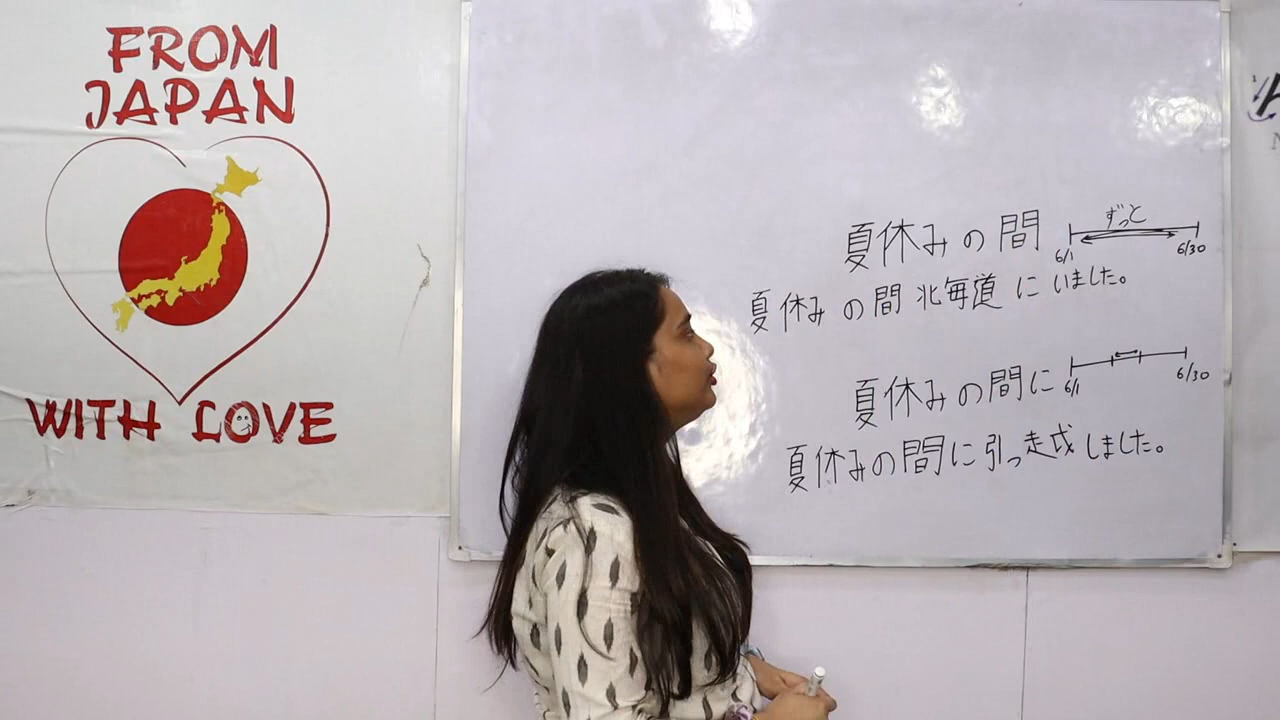 FROM
JAPAN
WITH LOVE
夏休みの間 ずっと
6/1 6/30
夏休みの間北海道にいました。
夏休みの間に
6/1 6/30
夏休みの間に引っ越しました。